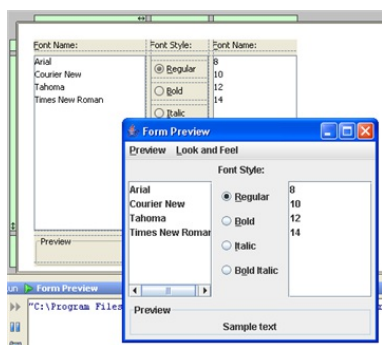 Font Name:
Font Style:
Font Name:
Arial
Courier New
Tahoma
Times New Roman
Regular
Bold
Italic
8
10
12
14
Preview
Form Preview
Preview Look and Feel
Font Style:
Arial
Courier New
Tahoma
Times New Roman
Regular
Bold
Italic
Bold Italic
8
10
12
14
Preview
Sample text
un Form Preview
"C:\Program Files